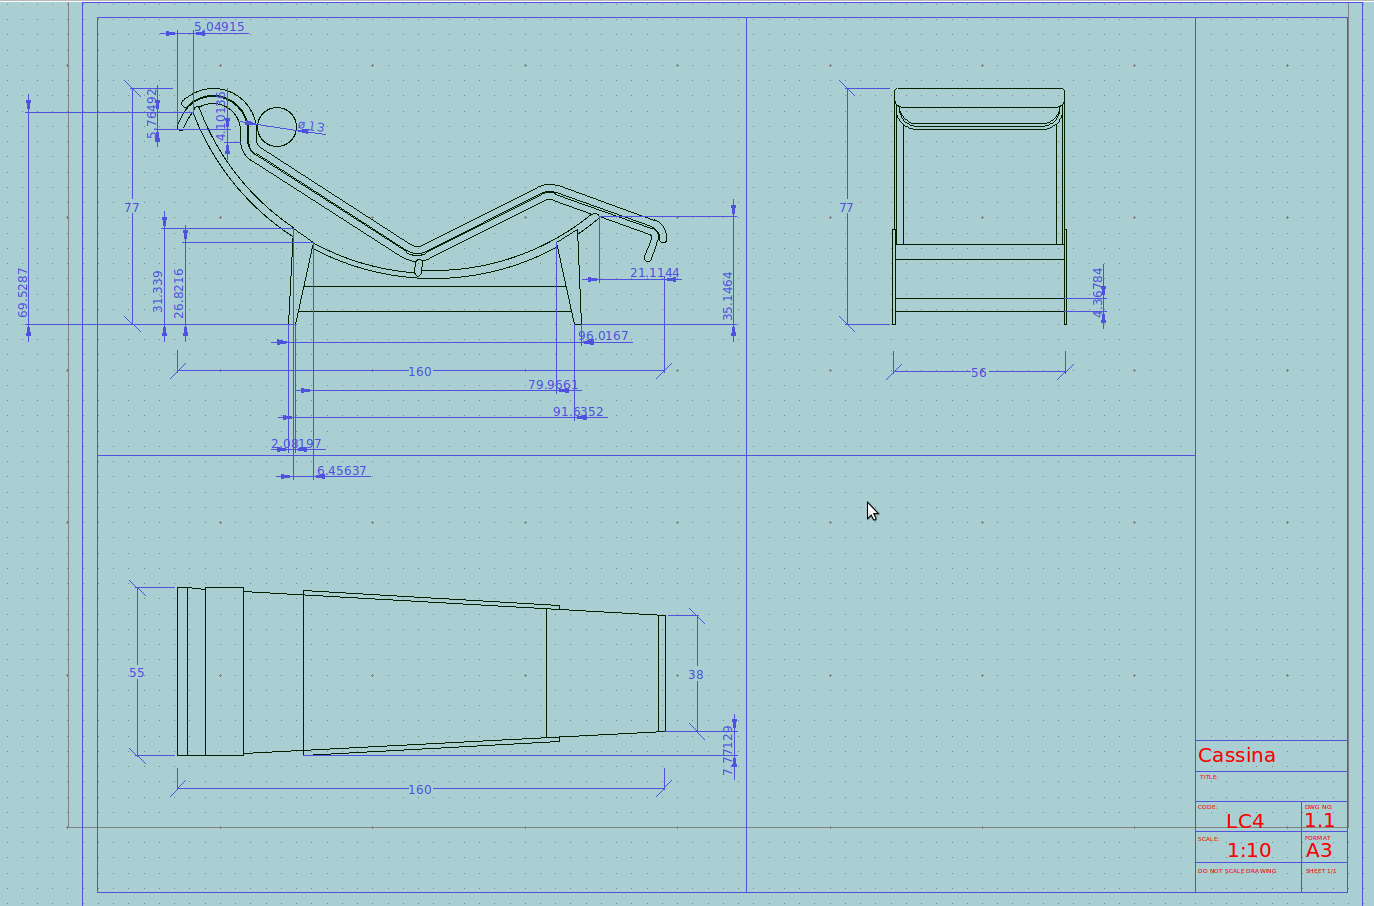 5.04915
5.76492
4.10135
ø13
77
77
69.5287
31.339
26.8216
21.1144
35.1464
4.36784
96.0167
160
56
79.9661
91.6352
2.08197
6.45637
55
38
7.77129
160
Cassina
TITLE:
CODE:
LC4
DWG NO.
1.1
SCALE:
1:10
FORMAT
A3
DO NOT SCALE DRAWING
SHEET 1/1